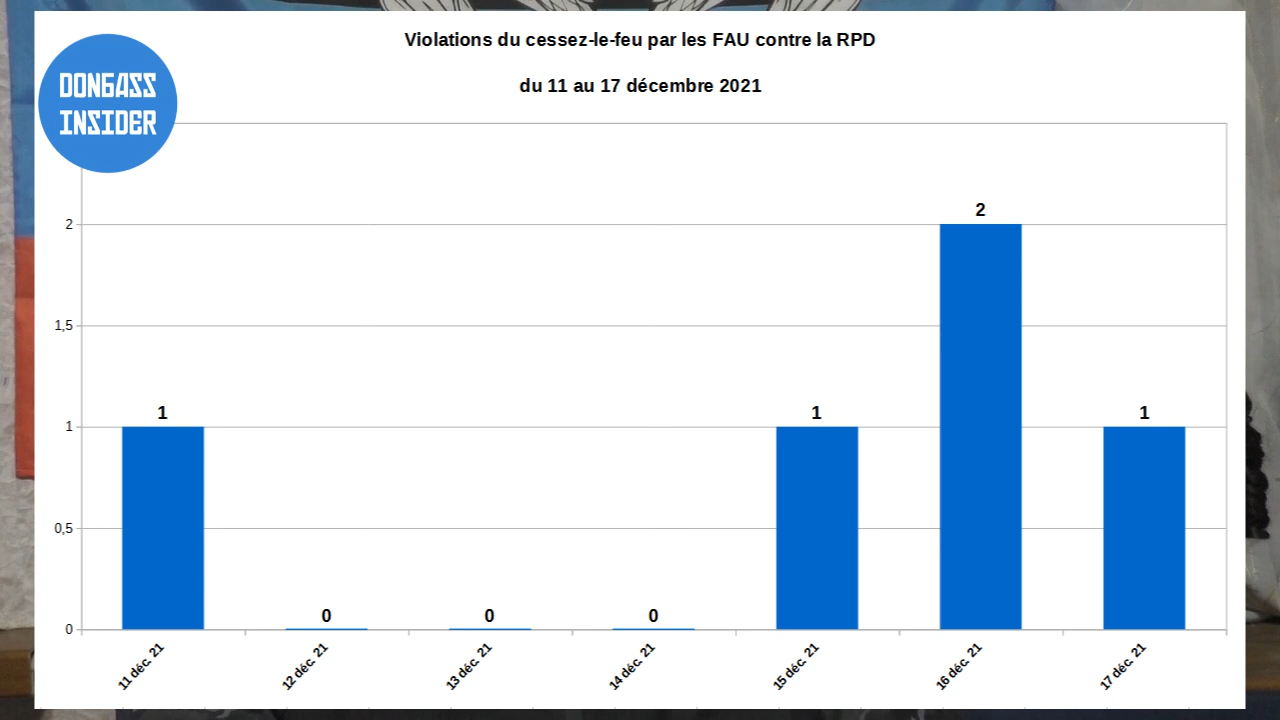 Violations du cessez-le-feu par les FAU contre la RPD
du 11 au 17 décembre 2021
DONBASS
INSIDER
2
2
1,5
1
1
1
1
0,5
0
0
0
0
11 déc. 21
12 déc. 21
13 déc. 21
14 déc. 21
15 déc. 21
16 déc. 21
17 déc. 21